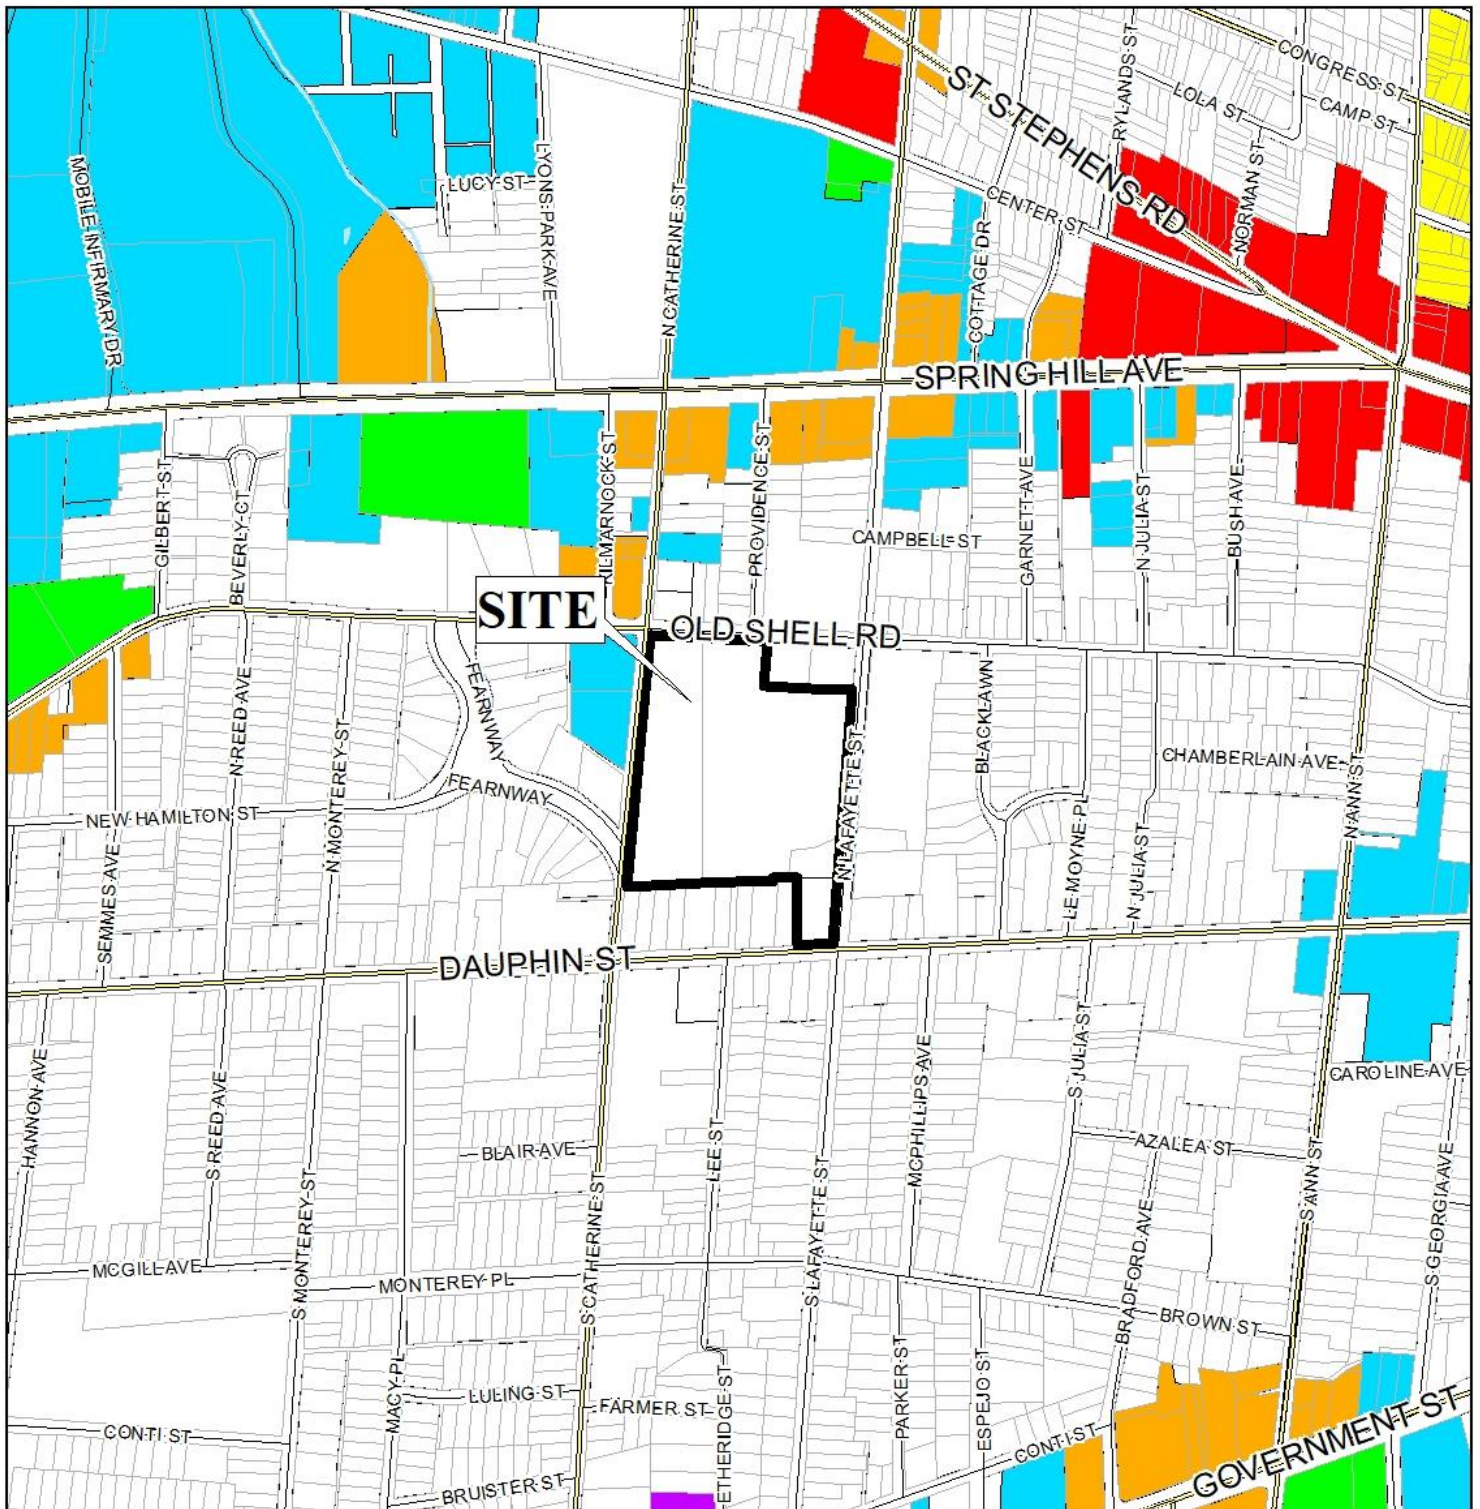 CONGRESS ST
ST STEPHENS RD
RYLANDS ST
LOLA ST
CAMP ST
LYONS PARK AVE
LUCY ST
MOBILE INFIRMARY DR
N CATHERINE ST
CENTER ST
NORMAN ST
COTTAGE DR
SPRING HILL AVE
GILBERT ST
BEVERLY CT
KILMARNOCK ST
PROVIDENCE ST
CAMPBELL ST
GARNETT AVE
N JULIA ST
BUSH AVE
SITE
OLD SHELL RD
FEARNWAY
N REED AVE
N MONTEREY ST
BLACKLAWN
N LAFAYETTE ST
CHAMBERLAIN AVE
N ANN ST
FEARNWAY
NEW HAMILTON ST
SEMMES AVE
LE MOYNE PL
N JULIA ST
DAUPHIN ST
HANNON AVE
S REED AVE
S JULIA ST
MCPHILLIPS AVE
CAROLINE AVE
BLAIR AVE
LEE ST
AZALEA ST
S ANN ST
S GEORGIA AVE
S MONTEREY ST
S CATHERINE ST
S LAFAYETTE ST
BRADFORD AVE
MCGILL AVE
MONTEREY PL
BROWN ST
MACY PL
LULING ST
FARMER ST
ETHERIDGE ST
PARKER ST
ESPEJO ST
CONTI ST
CONTI ST
BRUISTER ST
GOVERNMENT ST